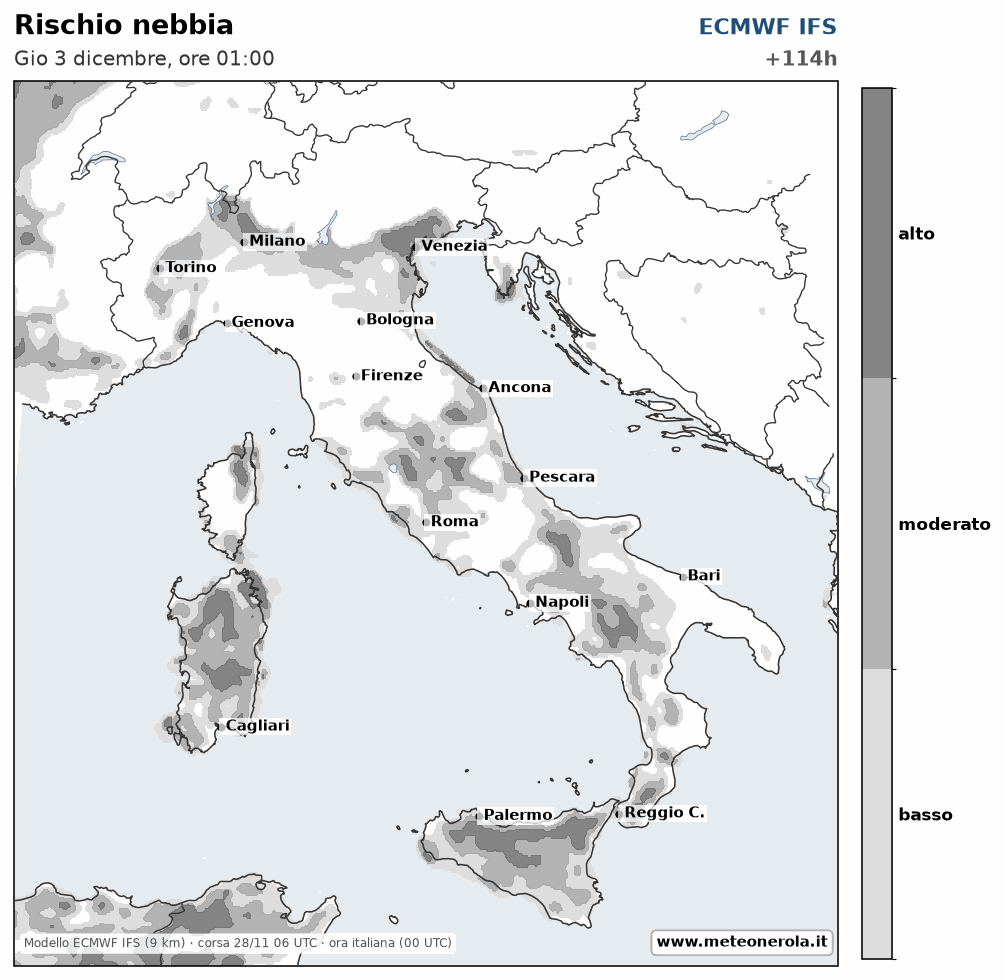 Rischio nebbia
ECMWF IFS
Gio 3 dicembre, ore 01:00
+114h
alto
moderato
basso
Milano
Venezia
Torino
Genova
Bologna
Firenze
Ancona
Pescara
Roma
Bari
Napoli
Cagliari
Palermo
Reggio C.
Modello ECMWF IFS (9 km) · corsa 28/11 06 UTC · ora italiana (00 UTC)
www.meteonerola.it